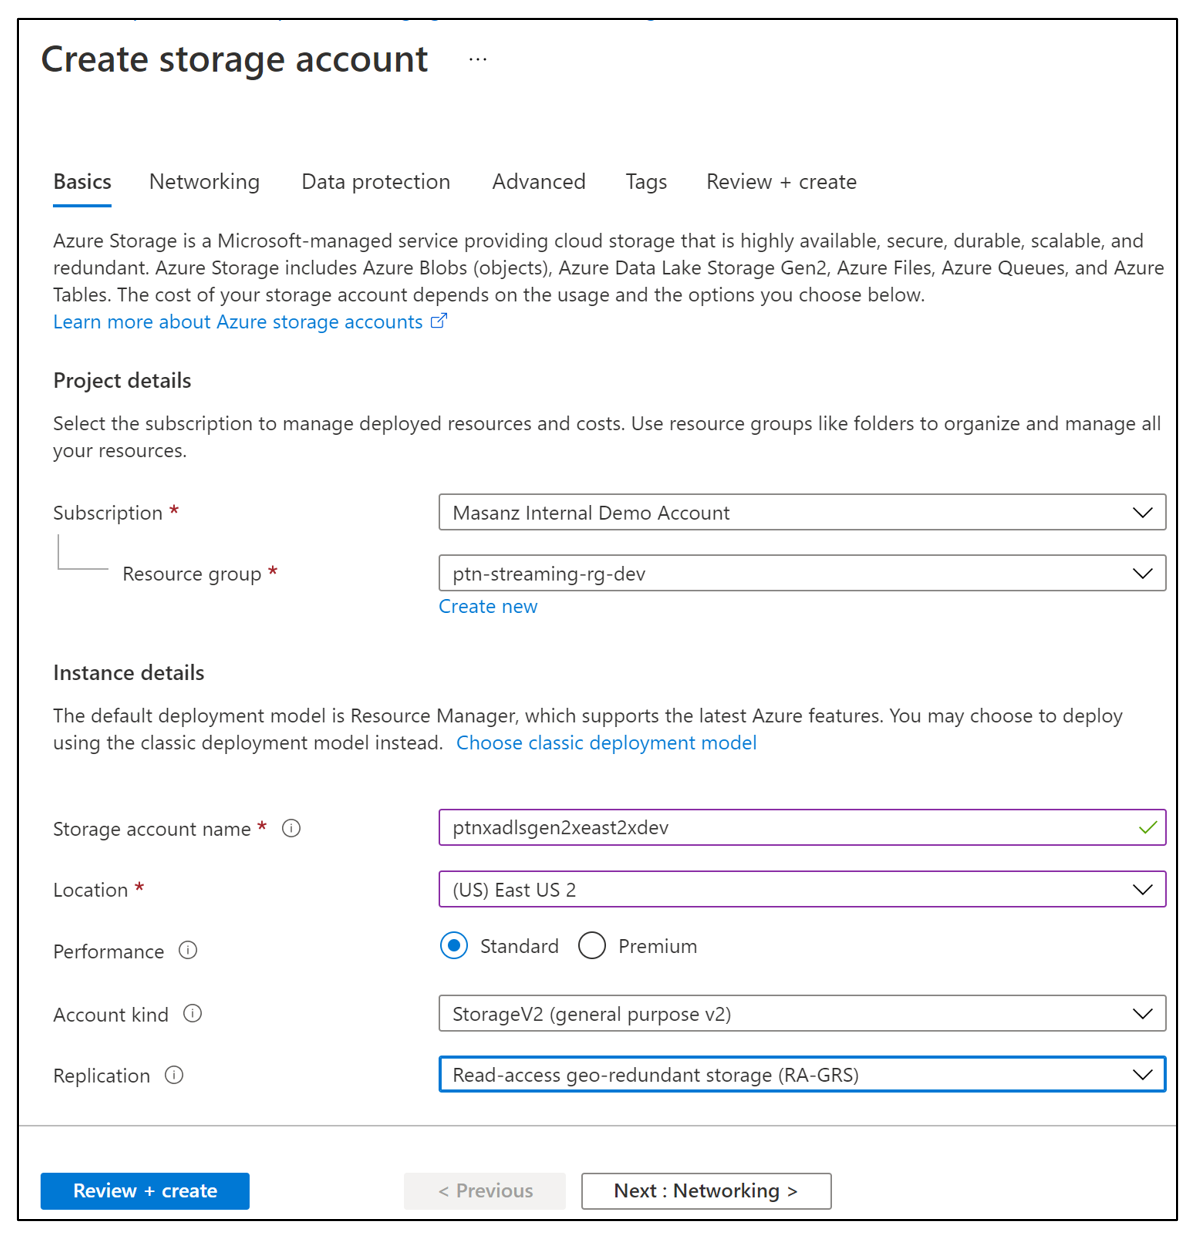 Create storage account ...
Basics Networking Data protection Advanced Tags Review + create
Azure Storage is a Microsoft-managed service providing cloud storage that is highly available, secure, durable, scalable, and
redundant. Azure Storage includes Azure Blobs (objects), Azure Data Lake Storage Gen2, Azure Files, Azure Queues, and Azure
Tables. The cost of your storage account depends on the usage and the options you choose below.
Learn more about Azure storage accounts
Project details
Select the subscription to manage deployed resources and costs. Use resource groups like folders to organize and manage all
your resources.
Subscription * Masanz Internal Demo Account
Resource group * ptn-streaming-rg-dev
Create new
Instance details
The default deployment model is Resource Manager, which supports the latest Azure features. You may choose to deploy
using the classic deployment model instead. Choose classic deployment model
Storage account name * ptnxadlsgen2xeast2xdev
Location * (US) East US 2
Performance Standard Premium
Account kind StorageV2 (general purpose v2)
Replication Read-access geo-redundant storage (RA-GRS)
Review + create < Previous Next : Networking >